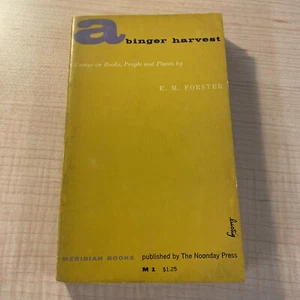 abinger harvest
Essays on Books, People and Places by
E. M. FORSTER
MERIDIAN BOOKS published by The Noonday Press
M 1 $1.25